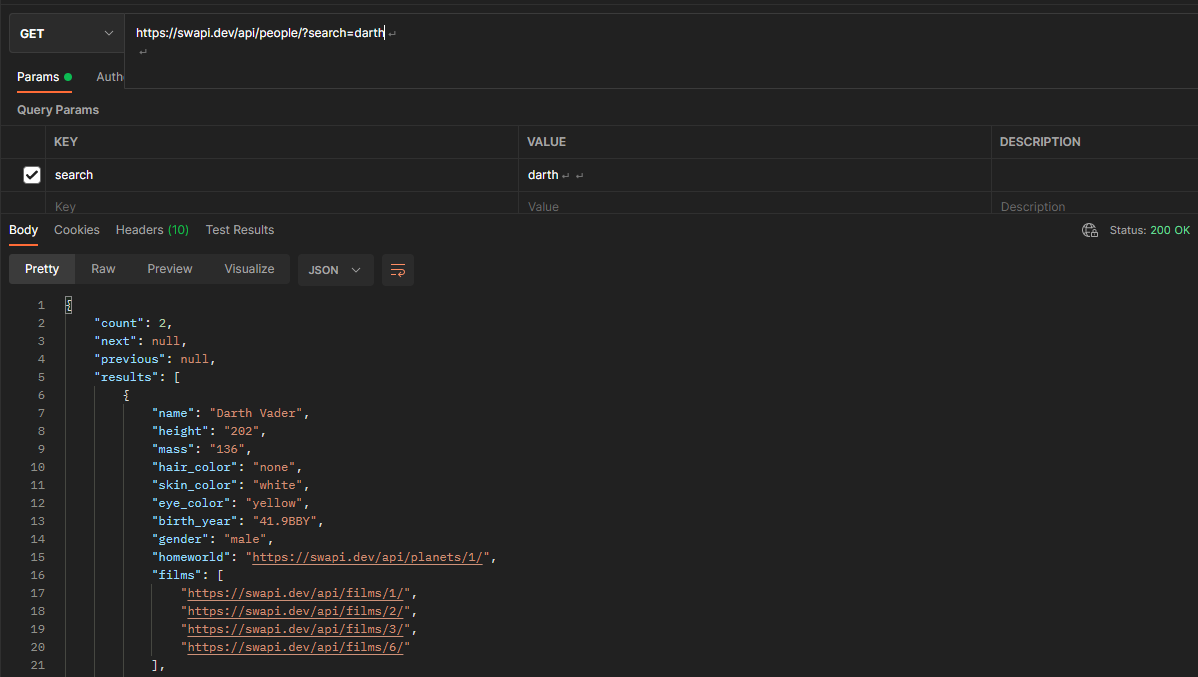 GET https://swapi.dev/api/people/?search=darth ↵
↵
Params Auth
Query Params
KEY VALUE DESCRIPTION
search darth ↵ ↵
Key Value Description
Body Cookies Headers (10) Test Results Status: 200 OK
Pretty Raw Preview Visualize JSON
1 {
2 "count": 2,
3 "next": null,
4 "previous": null,
5 "results": [
6 {
7 "name": "Darth Vader",
8 "height": "202",
9 "mass": "136",
10 "hair_color": "none",
11 "skin_color": "white",
12 "eye_color": "yellow",
13 "birth_year": "41.9BBY",
14 "gender": "male",
15 "homeworld": "https://swapi.dev/api/planets/1/",
16 "films": [
17 "https://swapi.dev/api/films/1/",
18 "https://swapi.dev/api/films/2/",
19 "https://swapi.dev/api/films/3/",
20 "https://swapi.dev/api/films/6/"
21 ],